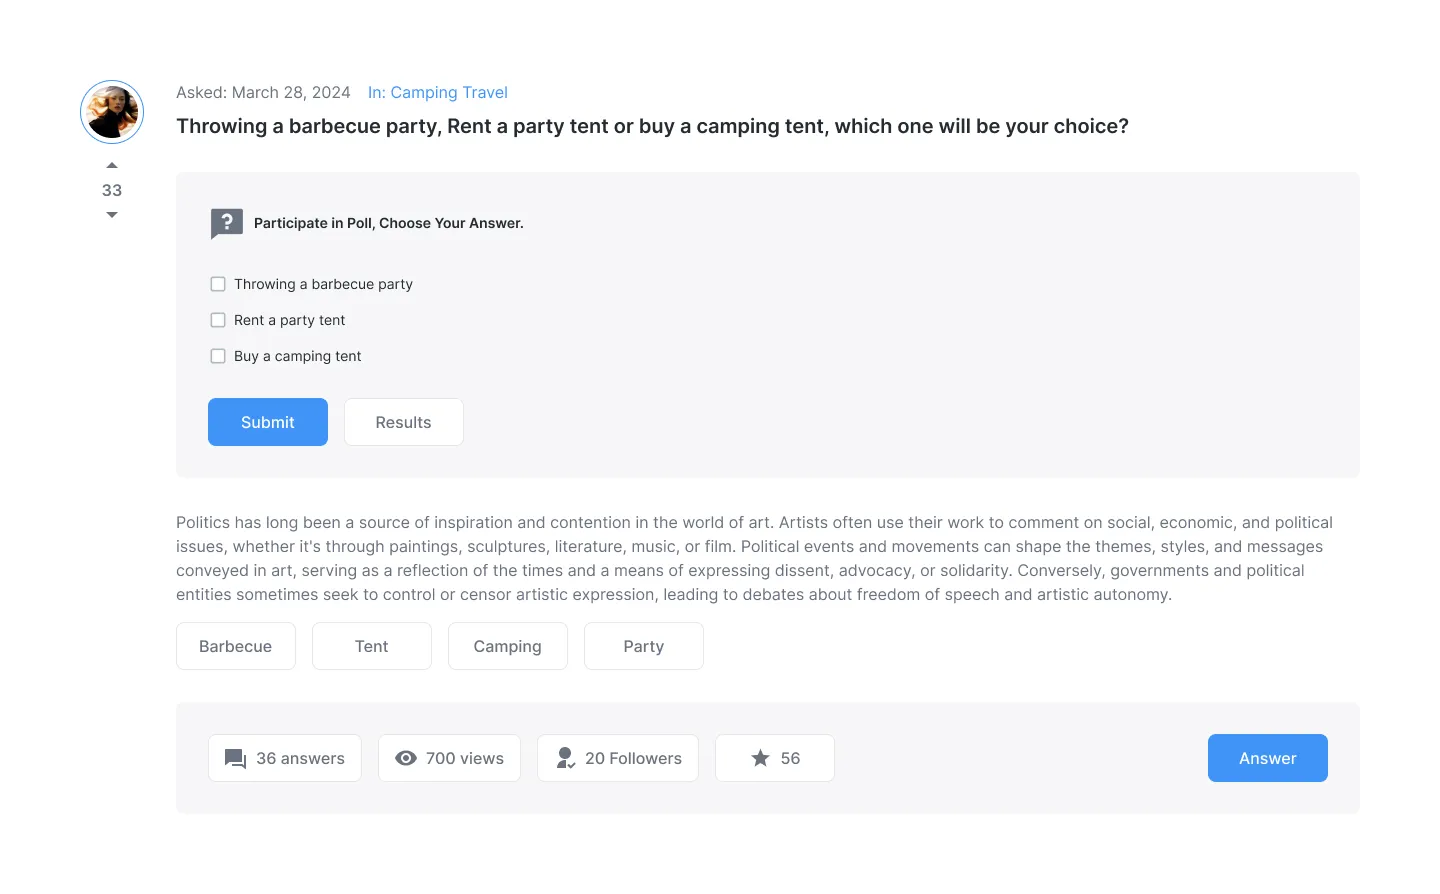 Asked: March 28, 2024 In: Camping Travel
Throwing a barbecue party, Rent a party tent or buy a camping tent, which one will be your choice?
33
? Participate in Poll, Choose Your Answer.
Throwing a barbecue party
Rent a party tent
Buy a camping tent
Submit Results
Politics has long been a source of inspiration and contention in the world of art. Artists often use their work to comment on social, economic, and political
issues, whether it's through paintings, sculptures, literature, music, or film. Political events and movements can shape the themes, styles, and messages
conveyed in art, serving as a reflection of the times and a means of expressing dissent, advocacy, or solidarity. Conversely, governments and political
entities sometimes seek to control or censor artistic expression, leading to debates about freedom of speech and artistic autonomy.
Barbecue Tent Camping Party
36 answers 700 views 20 Followers 56 Answer